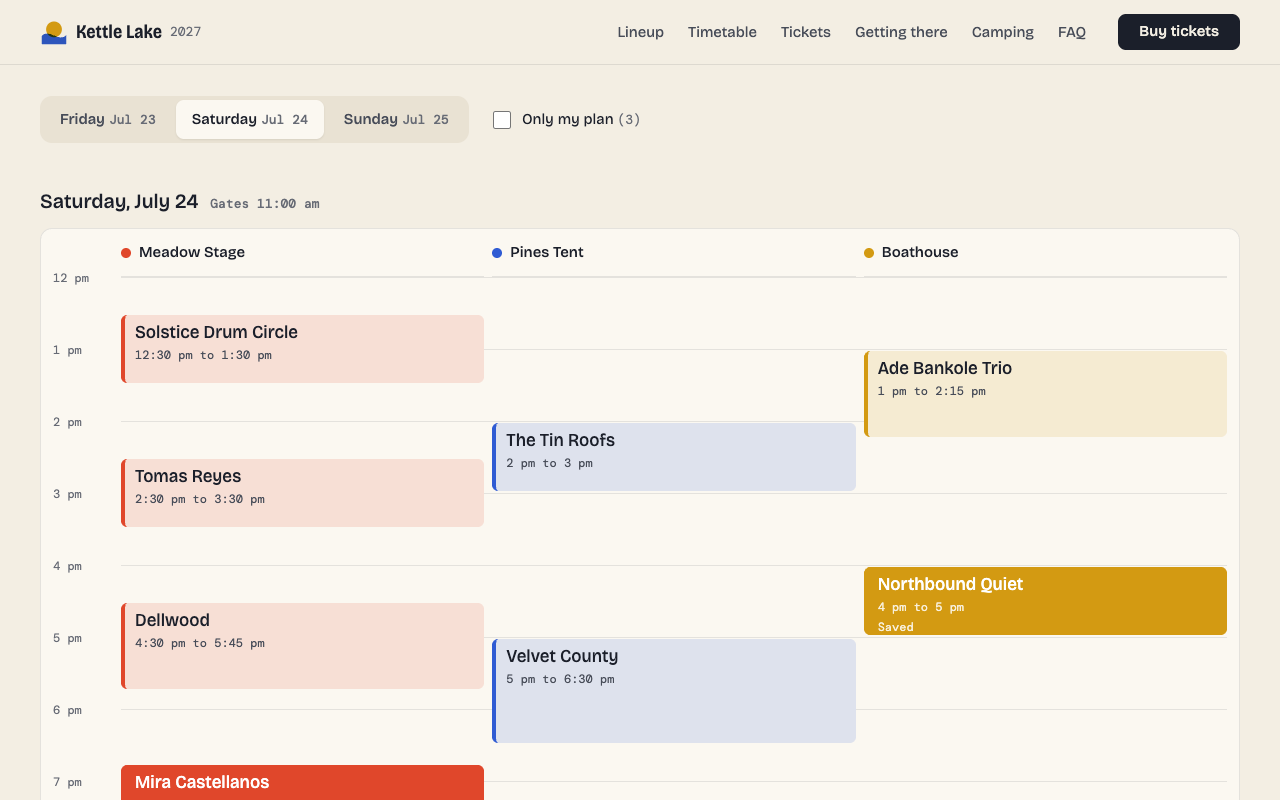 Kettle Lake 2027
Lineup Timetable Tickets Getting there Camping FAQ Buy tickets
Friday Jul 23 Saturday Jul 24 Sunday Jul 25 Only my plan (3)
Saturday, July 24 Gates 11:00 am
Meadow Stage Pines Tent Boathouse
12 pm
Solstice Drum Circle
12:30 pm to 1:30 pm
1 pm
Ade Bankole Trio
1 pm to 2:15 pm
2 pm
The Tin Roofs
2 pm to 3 pm
Tomas Reyes
2:30 pm to 3:30 pm
3 pm
4 pm
Northbound Quiet
4 pm to 5 pm
Saved
Dellwood
4:30 pm to 5:45 pm
5 pm
Velvet County
5 pm to 6:30 pm
6 pm
7 pm
Mira Castellanos